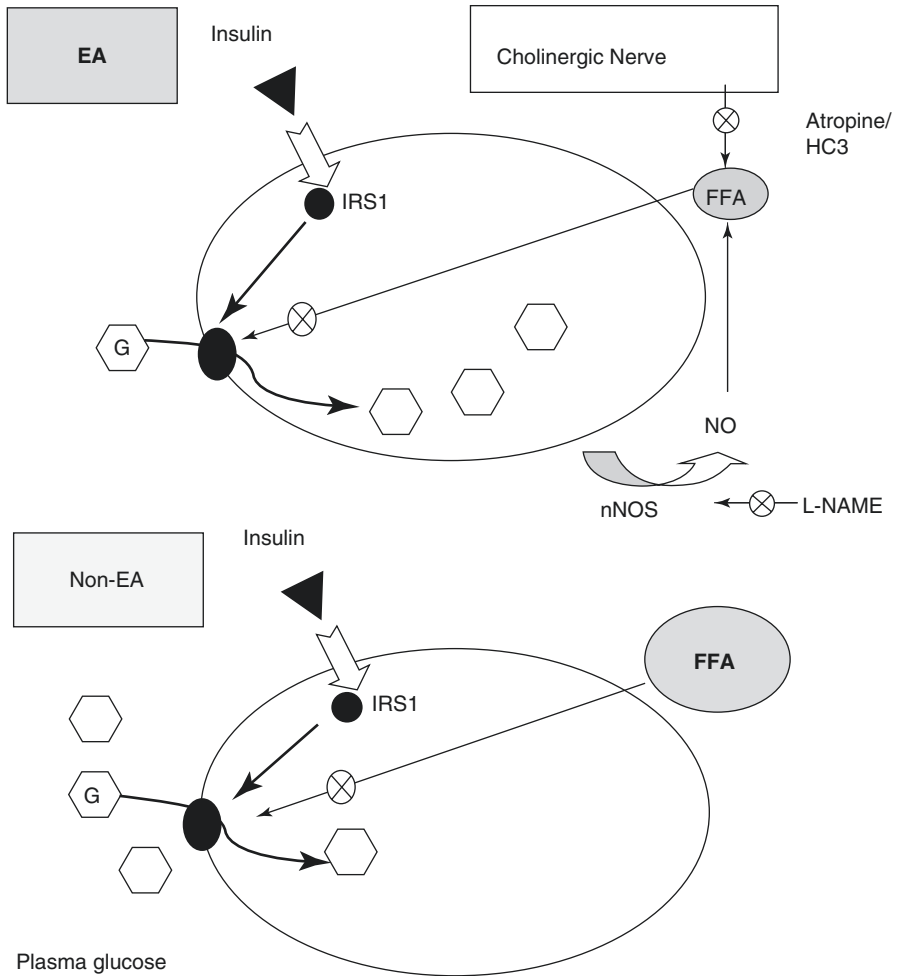 EA
Insulin
Cholinergic Nerve
Atropine/
HC3
IRS1
FFA
G
NO
nNOS
L-NAME
Non-EA
Insulin
FFA
IRS1
G
Plasma glucose